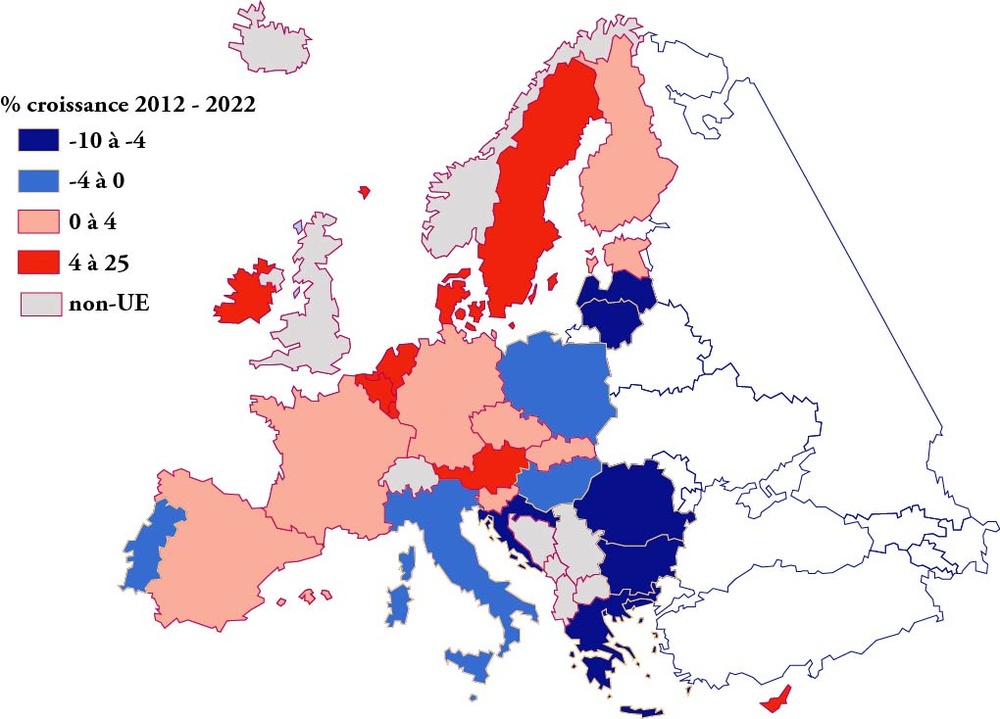 % croissance 2012 - 2022
-10 à -4
-4 à 0
0 à 4
4 à 25
non-UE